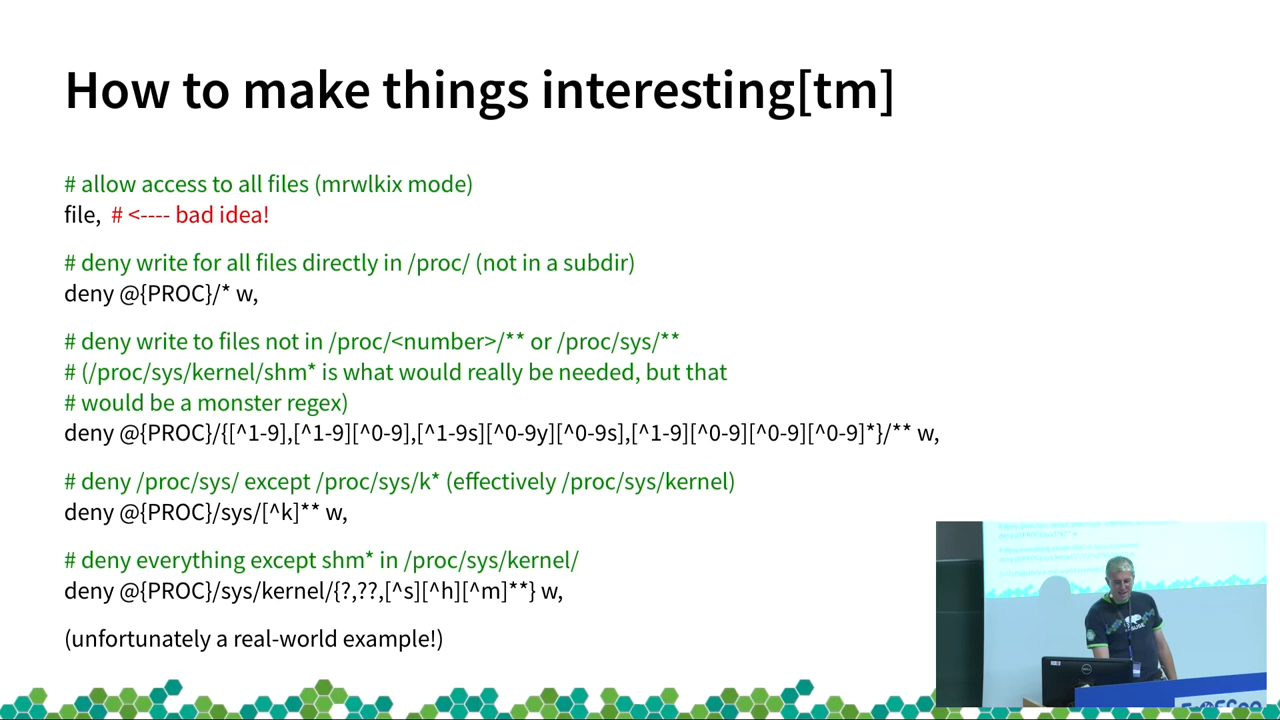 How to make things interesting[tm]
# allow access to all files (mrwlkix mode)
file, # <---- bad idea!
# deny write for all files directly in /proc/ (not in a subdir)
deny @{PROC}/* w,
# deny write to files not in /proc/<number>/** or /proc/sys/**
# (/proc/sys/kernel/shm* is what would really be needed, but that
# would be a monster regex)
deny @{PROC}/{[^1-9],[^1-9][^0-9],[^1-9s][^0-9y][^0-9s],[^1-9][^0-9][^0-9][^0-9]*}/** w,
# deny /proc/sys/ except /proc/sys/k* (effectively /proc/sys/kernel)
deny @{PROC}/sys/[^k]** w,
# deny everything except shm* in /proc/sys/kernel/
deny @{PROC}/sys/kernel/{?,??,[^s][^h][^m]**} w,
(unfortunately a real-world example!)